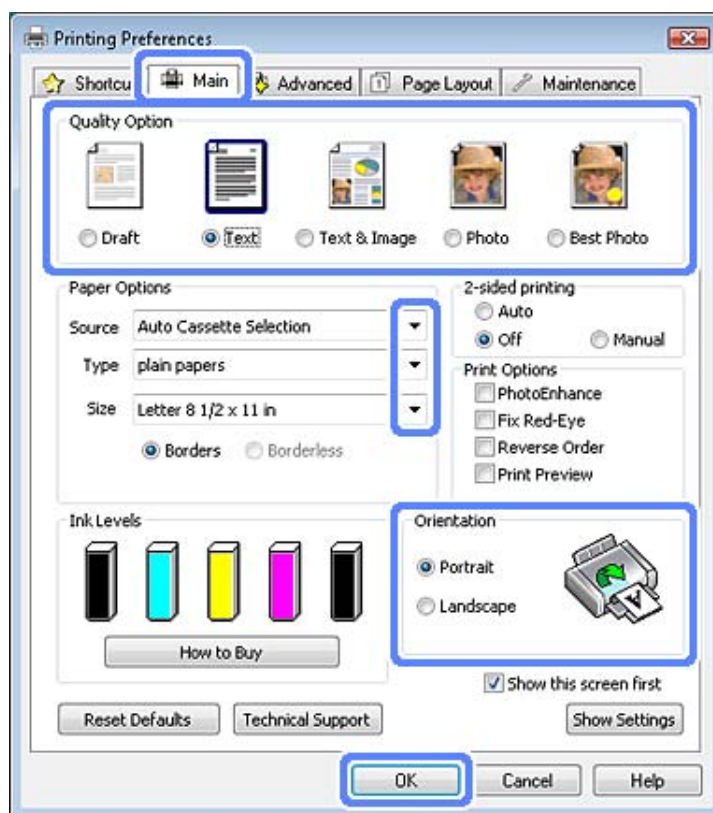 Printing Preferences
Shortcu Main Advanced 1 Page Layout Maintenance
Quality Option
Draft Text Text & Image Photo Best Photo
Paper Options
Source Auto Cassette Selection
Type plain papers
Size Letter 8 1/2 x 11 in
Borders Borderless
2-sided printing
Auto
Off Manual
Print Options
PhotoEnhance
Fix Red-Eye
Reverse Order
Print Preview
Ink Levels
How to Buy
Orientation
Portrait
Landscape
A
Show this screen first
Reset Defaults Technical Support Show Settings
OK Cancel Help